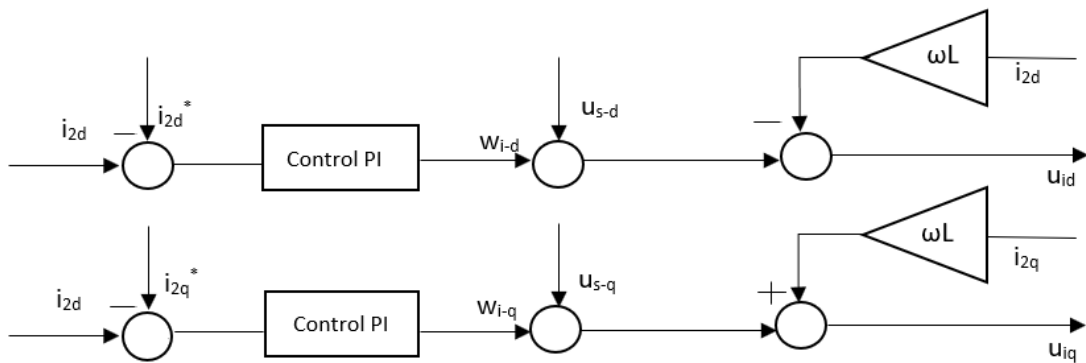 ωL
i2d
i2d*
i2d
–
us-d
–
Control PI
wi-d
uid
ωL
i2q
i2q*
i2d
–
us-q
+
Control PI
wi-q
uiq